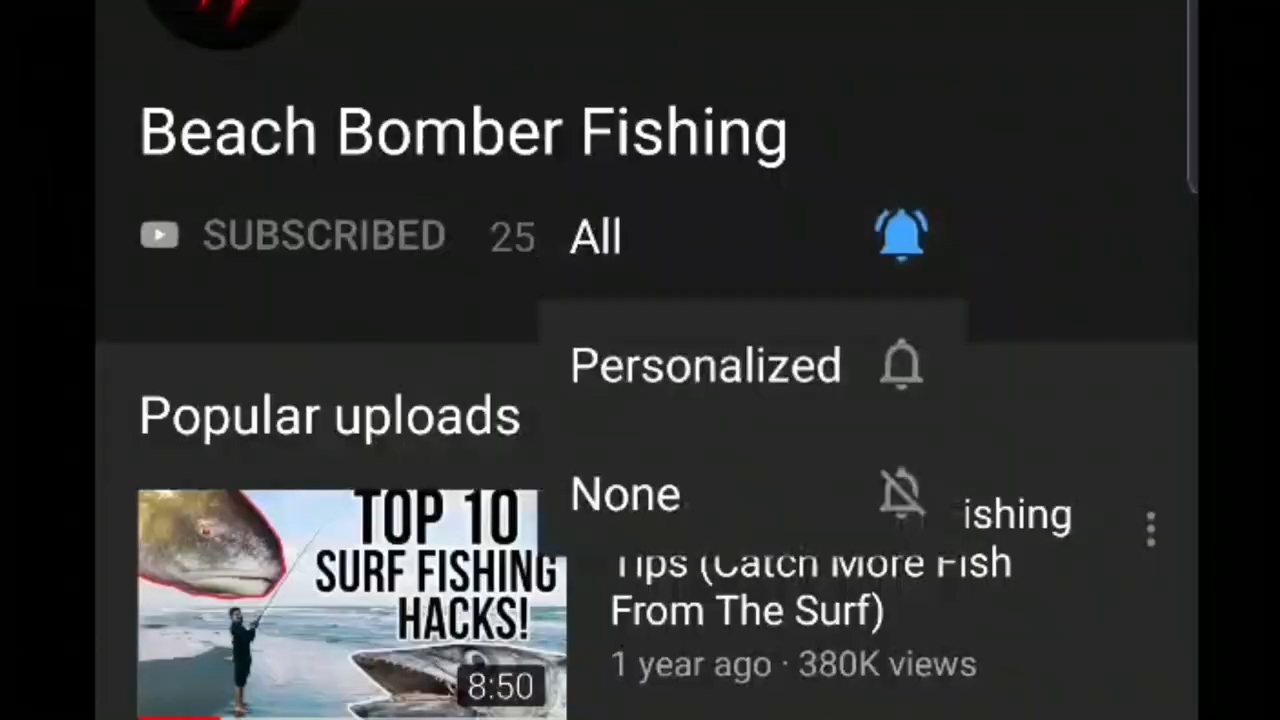 Beach Bomber Fishing
SUBSCRIBED 25
All
Personalized
None
Popular uploads
TOP 10
SURF FISHING
HACKS!
8:50
ishing
Tips (Catch More Fish
From The Surf)
1 year ago · 380K views